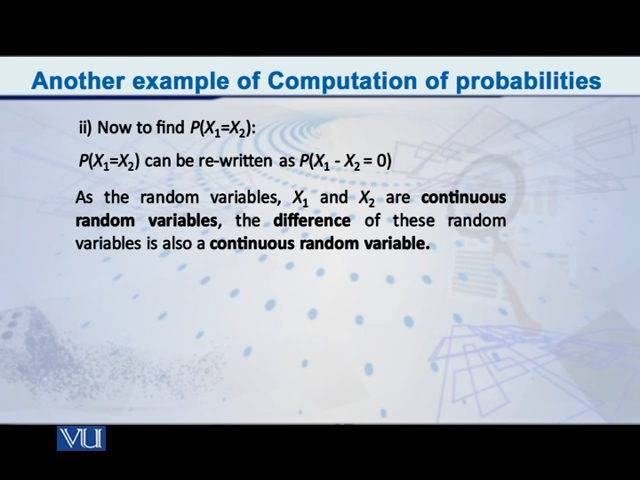 Another example of Computation of probabilities
ii) Now to find P(X₁=X₂):
P(X₁=X₂) can be re-written as P(X₁ - X₂ = 0)
As the random variables, X₁ and X₂ are continuous
random variables, the difference of these random
variables is also a continuous random variable.
VU